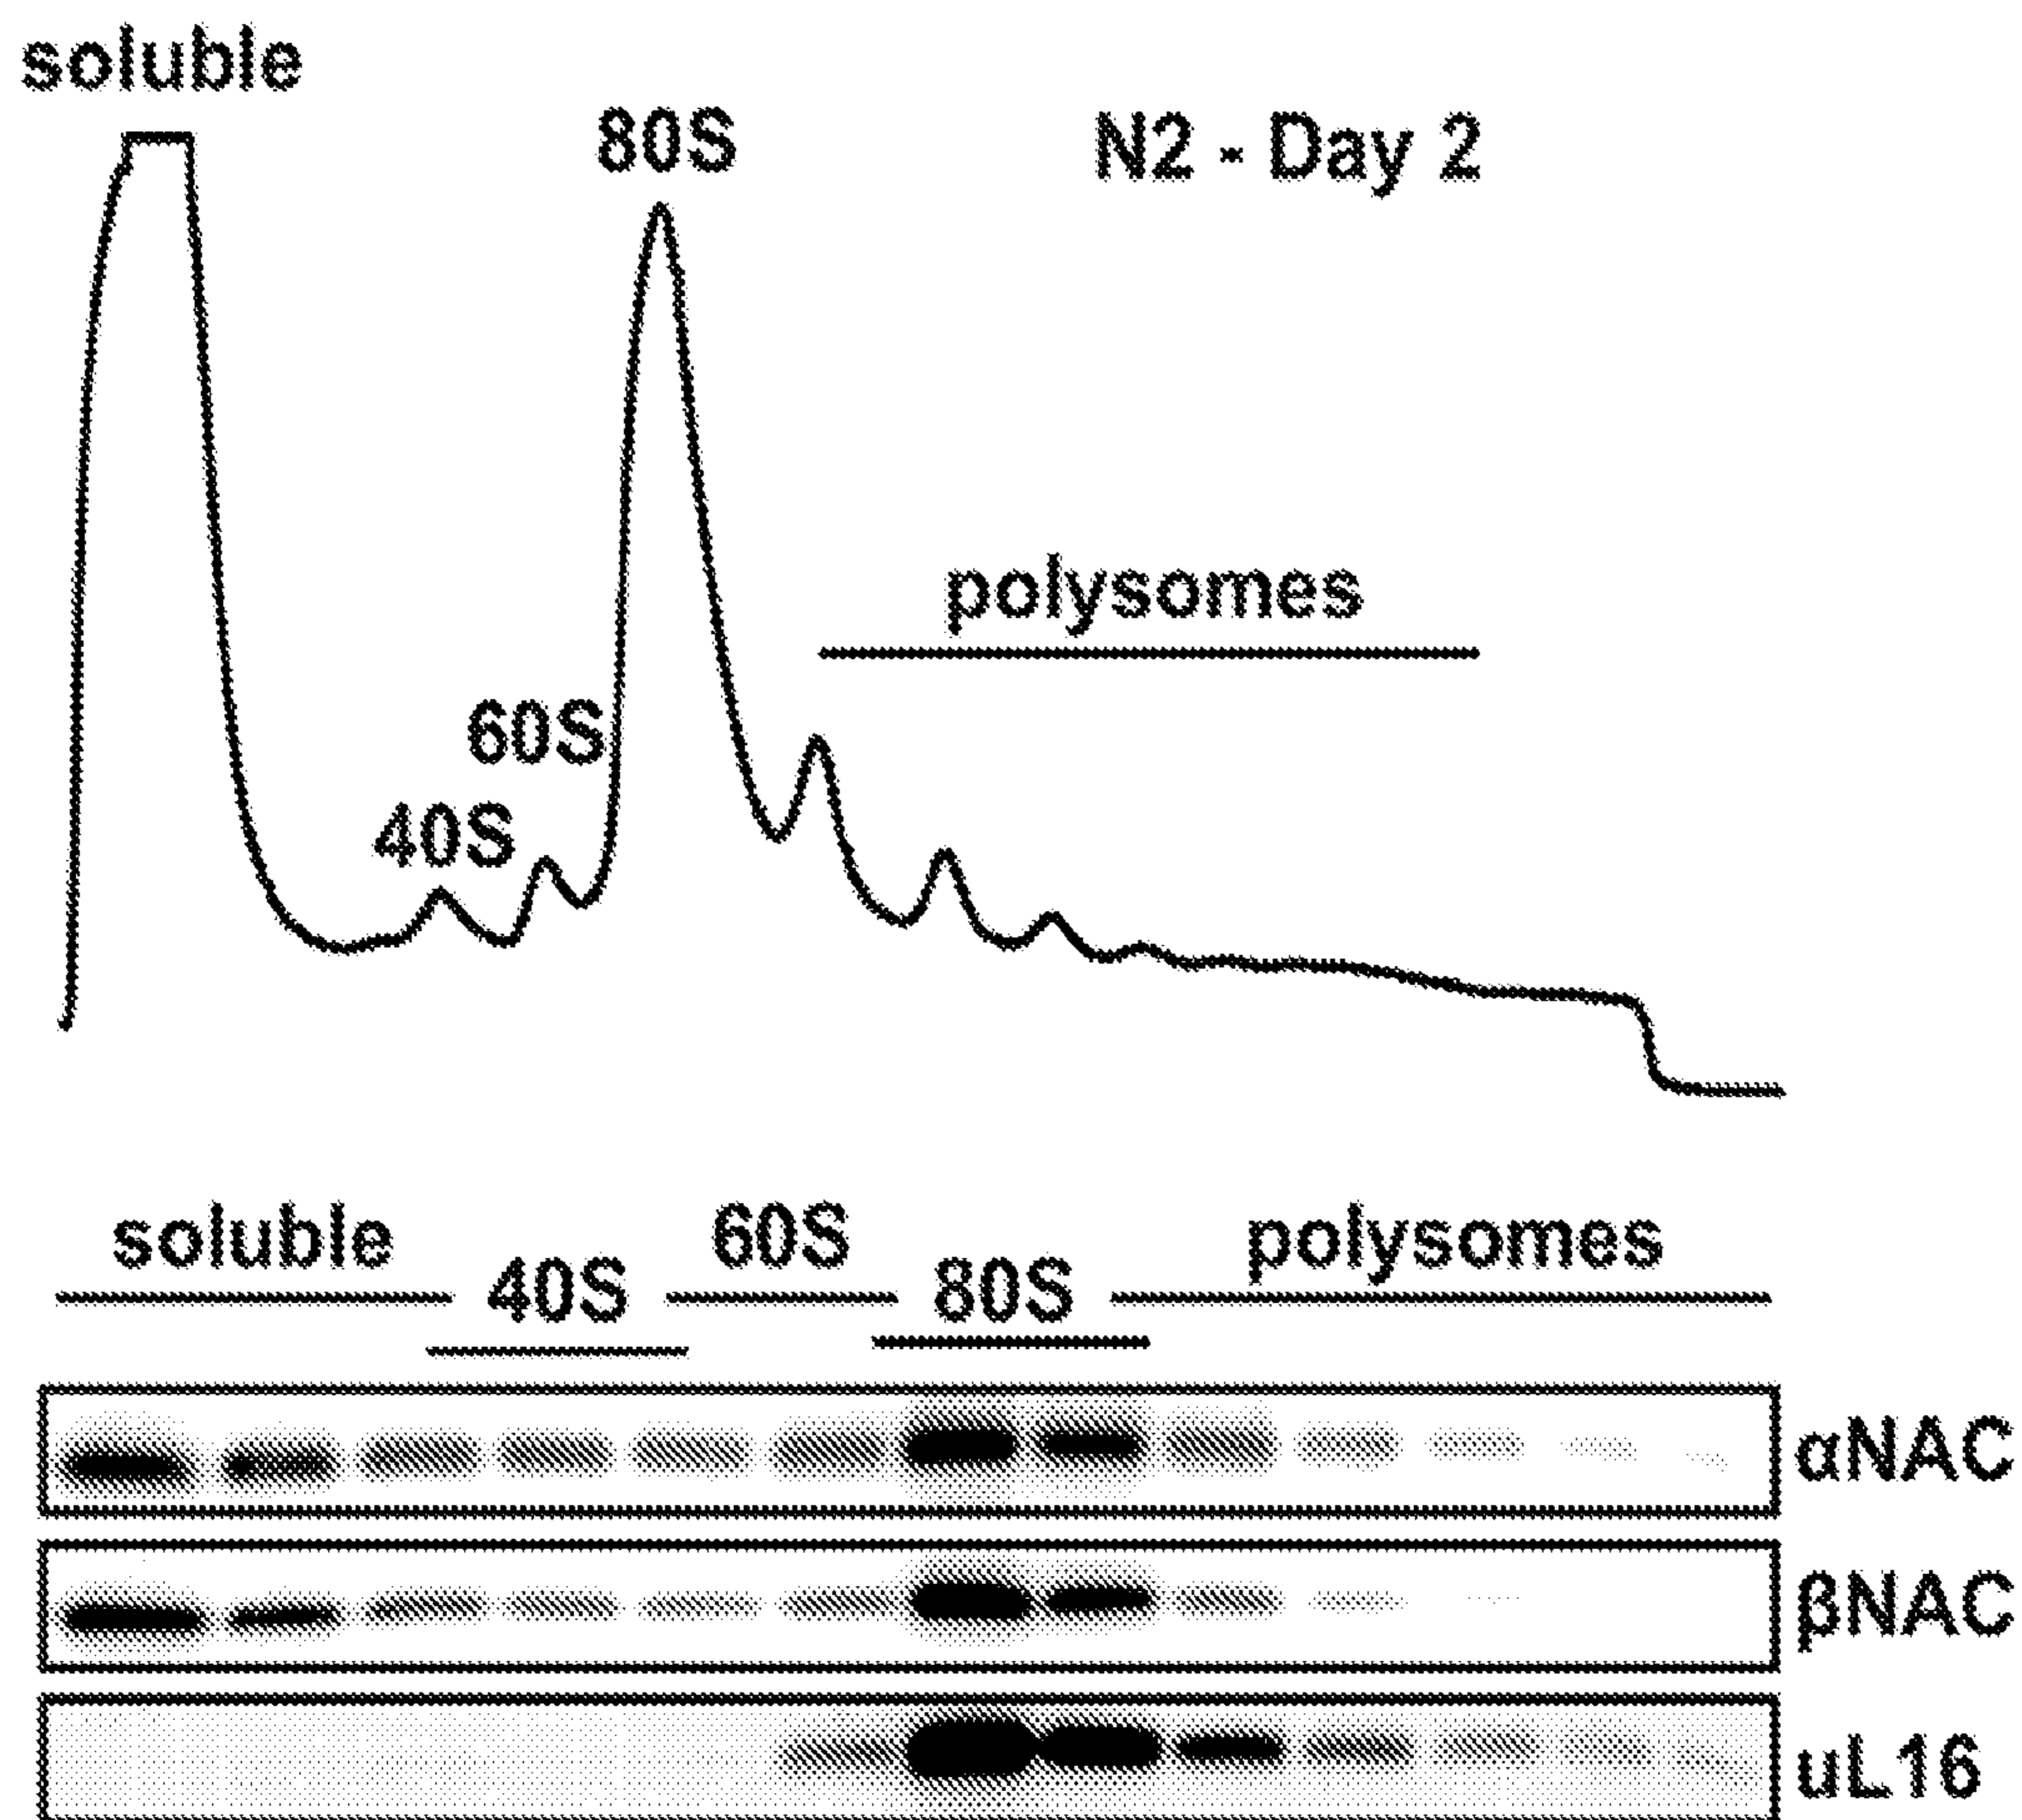 soluble
80S
N2 - Day 2
polysomes
60S
40S
soluble
60S
polysomes
40S
80S
αNAC
βNAC
uL16